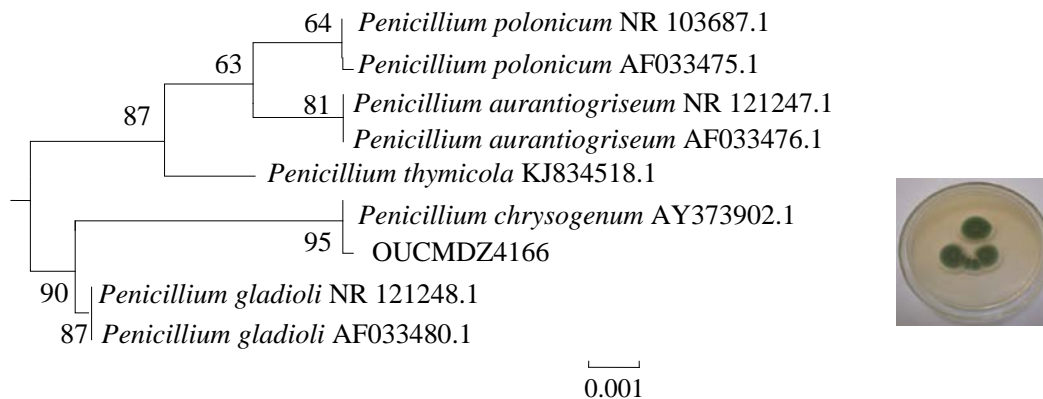 64
Penicillium polonicum NR 103687.1
63
Penicillium polonicum AF033475.1
81
Penicillium aurantiogriseum NR 121247.1
87
Penicillium aurantiogriseum AF033476.1
Penicillium thymicola KJ834518.1
Penicillium chrysogenum AY373902.1
95
OUCMDZ4166
90
Penicillium gladioli NR 121248.1
87
Penicillium gladioli AF033480.1
0.001